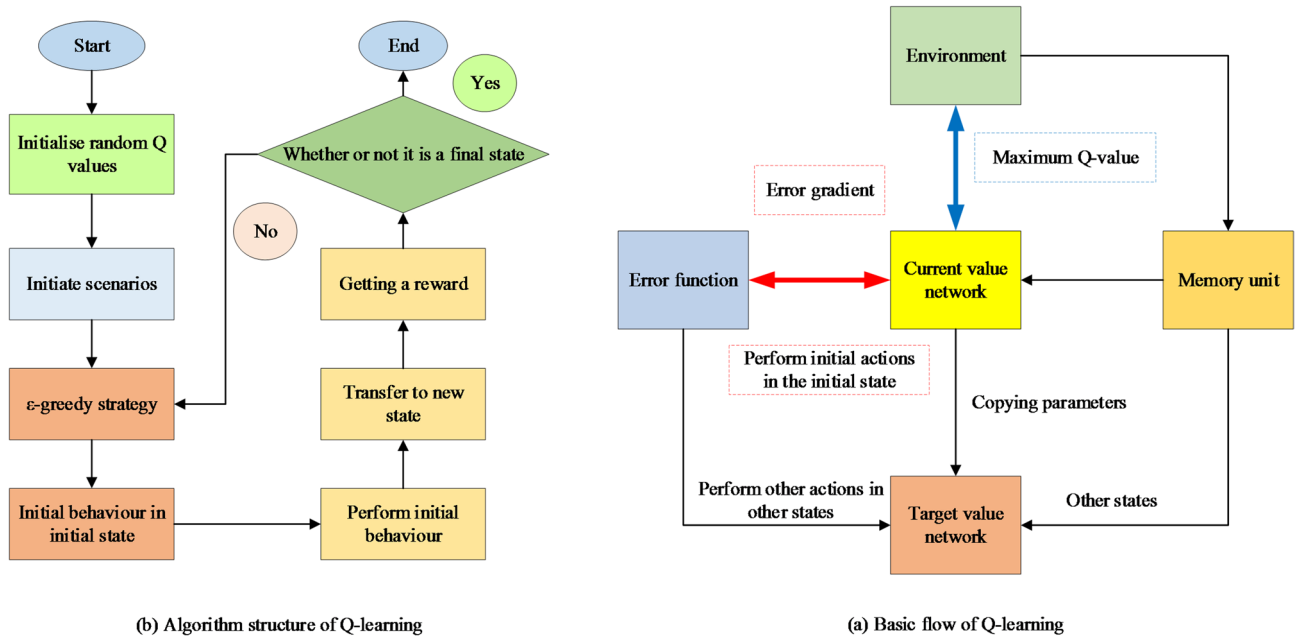 Start
Initialise random Q
values
Initiate scenarios
ε-greedy strategy
Initial behaviour in
initial state
Perform initial
behaviour
Transfer to new
state
Getting a reward
Whether or not it is a final state
No
Yes
End
(b) Algorithm structure of Q-learning
Environment
Maximum Q-value
Error gradient
Error function
Current value
network
Memory unit
Perform initial actions
in the initial state
Copying parameters
Perform other actions in
other states
Other states
Target value
network
(a) Basic flow of Q-learning